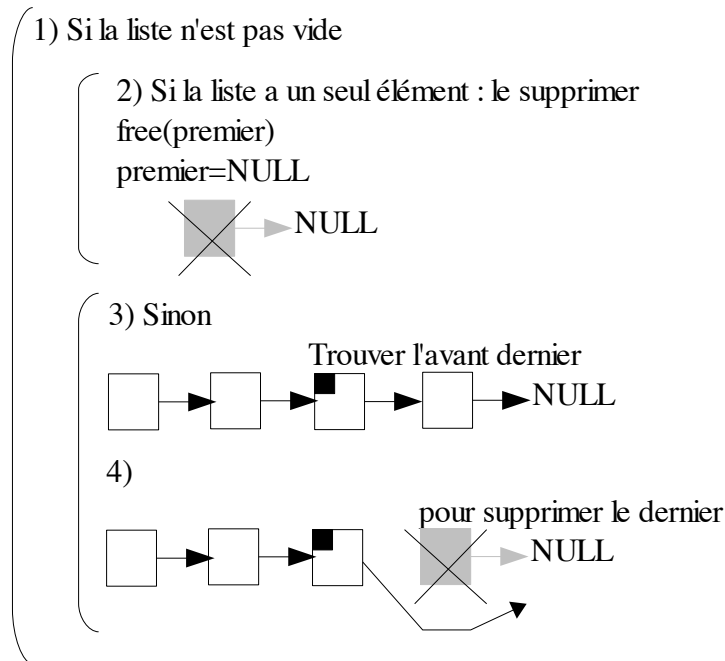 1) Si la liste n'est pas vide
2) Si la liste a un seul élément : le supprimer
free(premier)
premier=NULL
NULL
3) Sinon
Trouver l'avant dernier
NULL
4)
pour supprimer le dernier
NULL